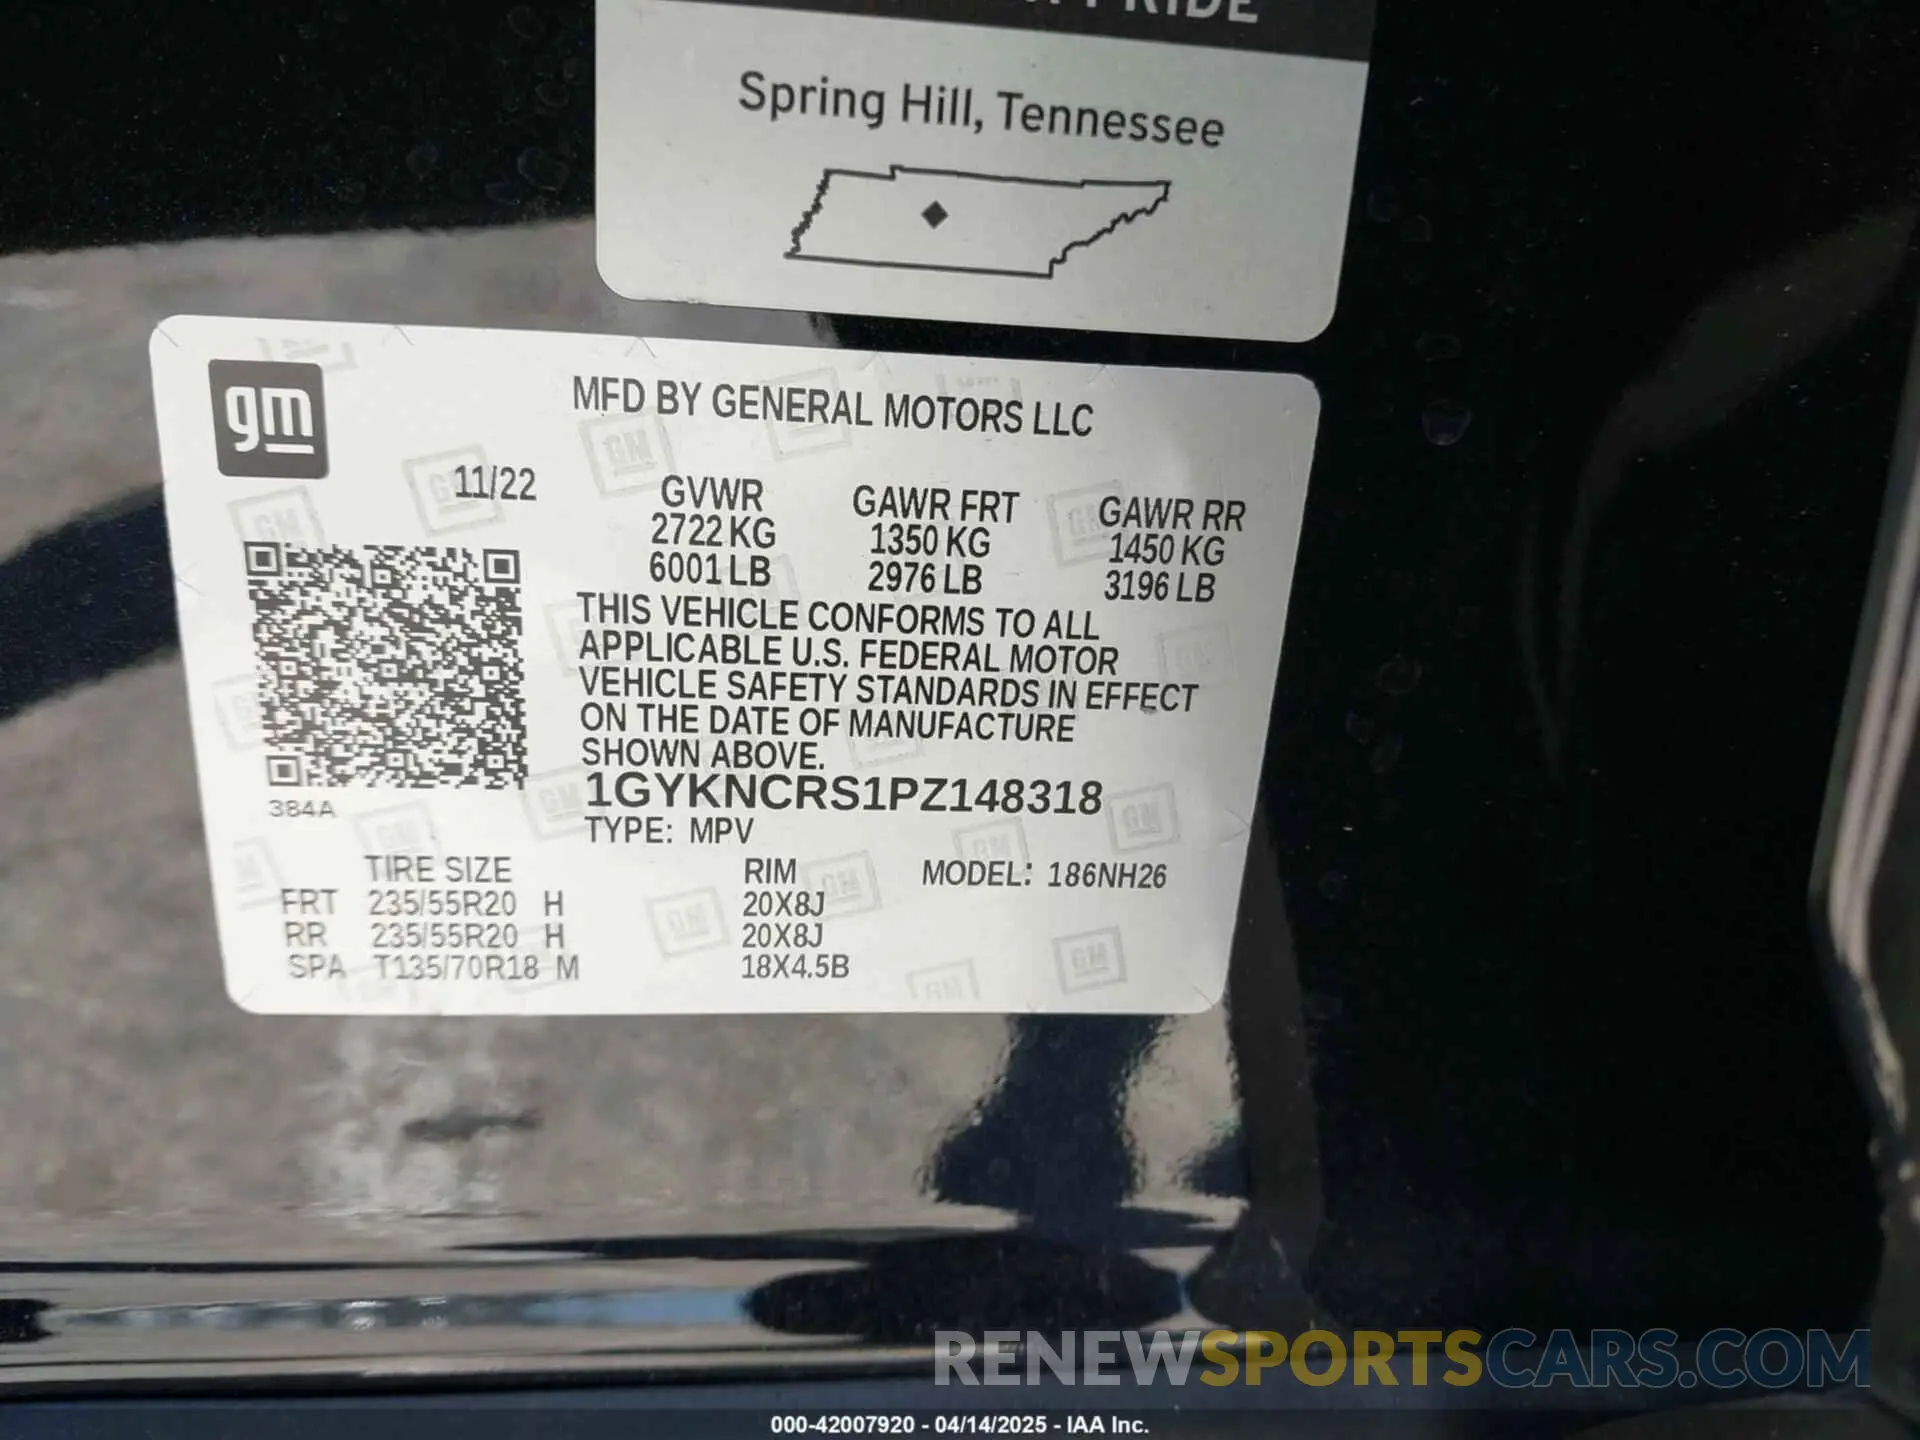 RIDE
Spring Hill, Tennessee
gm
MFD BY GENERAL MOTORS LLC
11/22
GVWR GAWR FRT GAWR RR
2722 KG 1350 KG 1450 KG
6001 LB 2976 LB 3196 LB
THIS VEHICLE CONFORMS TO ALL
APPLICABLE U.S. FEDERAL MOTOR
VEHICLE SAFETY STANDARDS IN EFFECT
ON THE DATE OF MANUFACTURE
SHOWN ABOVE.
1GYKNCRS1PZ148318
384A
TYPE: MPV
TIRE SIZE RIM MODEL: 186NH26
FRT 235/55R20 H 20X8J
RR 235/55R20 H 20X8J
SPA T135/70R18 M 18X4.5B
RENEWSPORTSCARS.COM
000-42007920 - 04/14/2025 - IAA Inc.